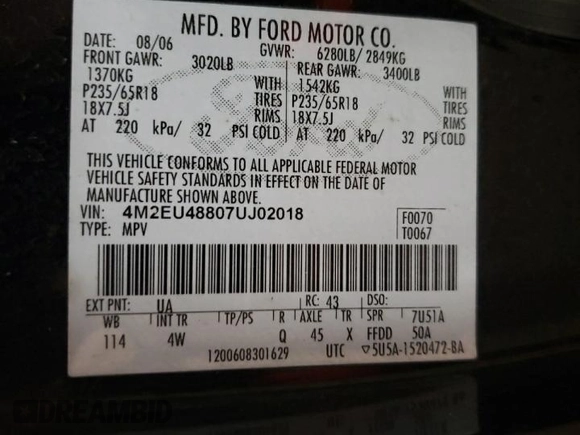 MFD. BY FORD MOTOR CO.
DATE: 08/06 GVWR: 6280LB/ 2849KG
FRONT GAWR: 3020LB REAR GAWR: 3400LB
1370KG WITH 1542KG WITH
P235/65R18 TIRES P235/65R18 TIRES
18X7.5J RIMS 18X7.5J RIMS
AT 220 kPa/ 32 PSI COLD AT 220 kPa/ 32 PSI COLD
THIS VEHICLE CONFORMS TO ALL APPLICABLE FEDERAL MOTOR
VEHICLE SAFETY STANDARDS IN EFFECT ON THE DATE OF
MANUFACTURE SHOWN ABOVE.
VIN: 4M2EU48807UJ02018 F0070
TYPE: MPV T0067
EXT PNT: UA RC: 43 DSO:
WB INT TR TP/PS R AXLE TR SPR 7U51A
114 4W Q 45 X FFDD 50A
1200608301629 UTC ▽5U5A-1520472-BA
DREAMBID